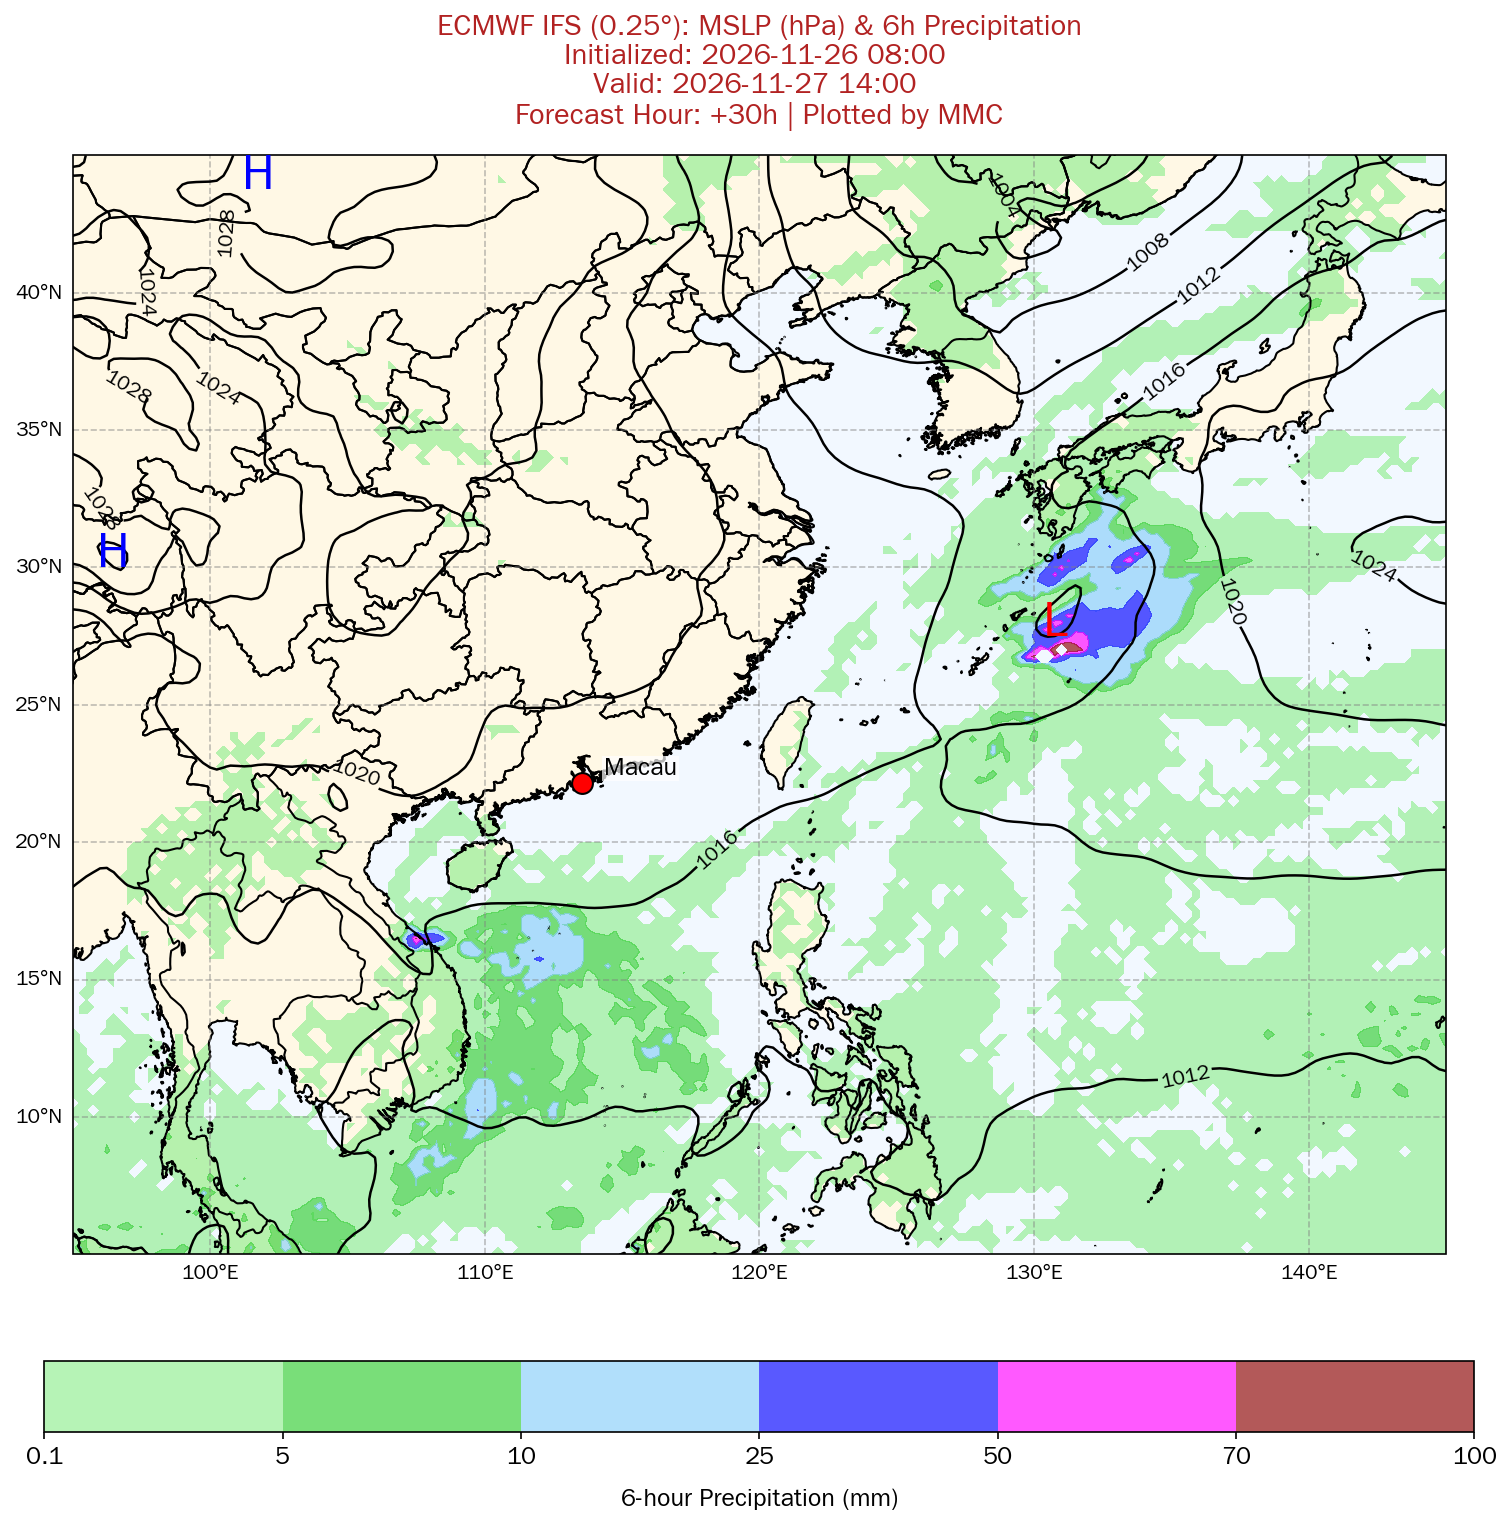 ECMWF IFS (0.25°): MSLP (hPa) & 6h Precipitation
Initialized: 2026-11-26 08:00
Valid: 2026-11-27 14:00
Forecast Hour: +30h | Plotted by MMC
H
1004
1028
1008
1024
1012
40°N
1028
1024
1016
35°N
1028
H
30°N
1024
1020
L
25°N
1020
Macau
20°N
1016
15°N
1012
10°N
100°E 110°E 120°E 130°E 140°E
0.1 5 10 25 50 70 100
6-hour Precipitation (mm)